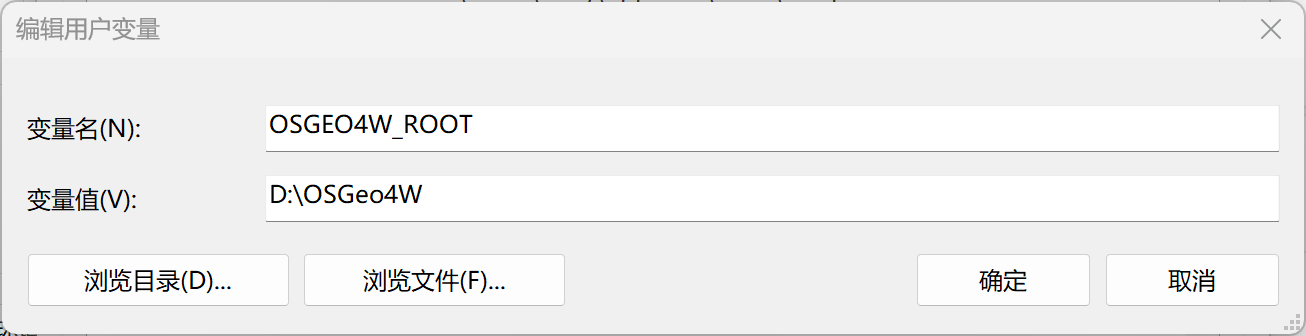 编辑用户变量
变量名(N):
OSGEO4W_ROOT
变量值(V):
D:\OSGeo4W
浏览目录(D)...
浏览文件(F)...
确定
取消